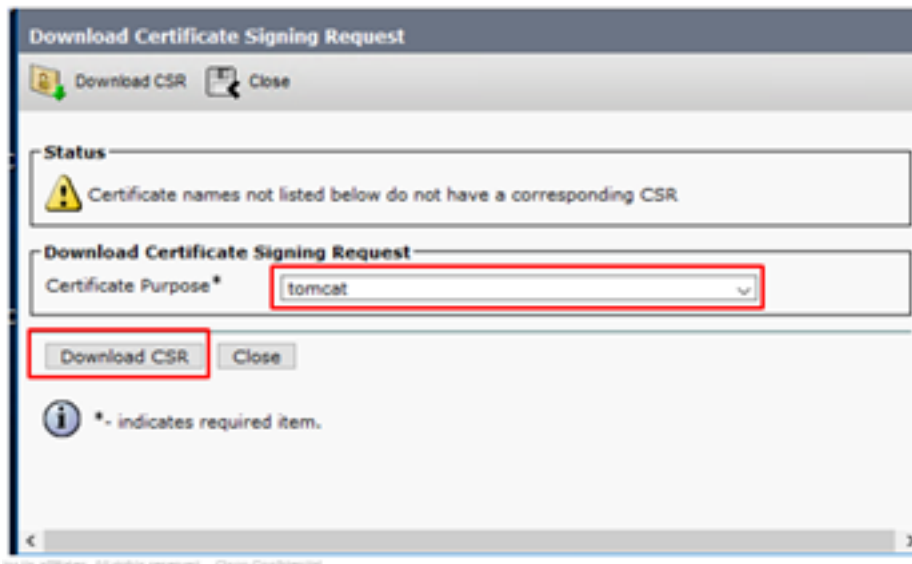 Download Certificate Signing Request
Download CSR Close
Status
Certificate names not listed below do not have a corresponding CSR
Download Certificate Signing Request
Certificate Purpose* tomcat
Download CSR Close
*- indicates required item.